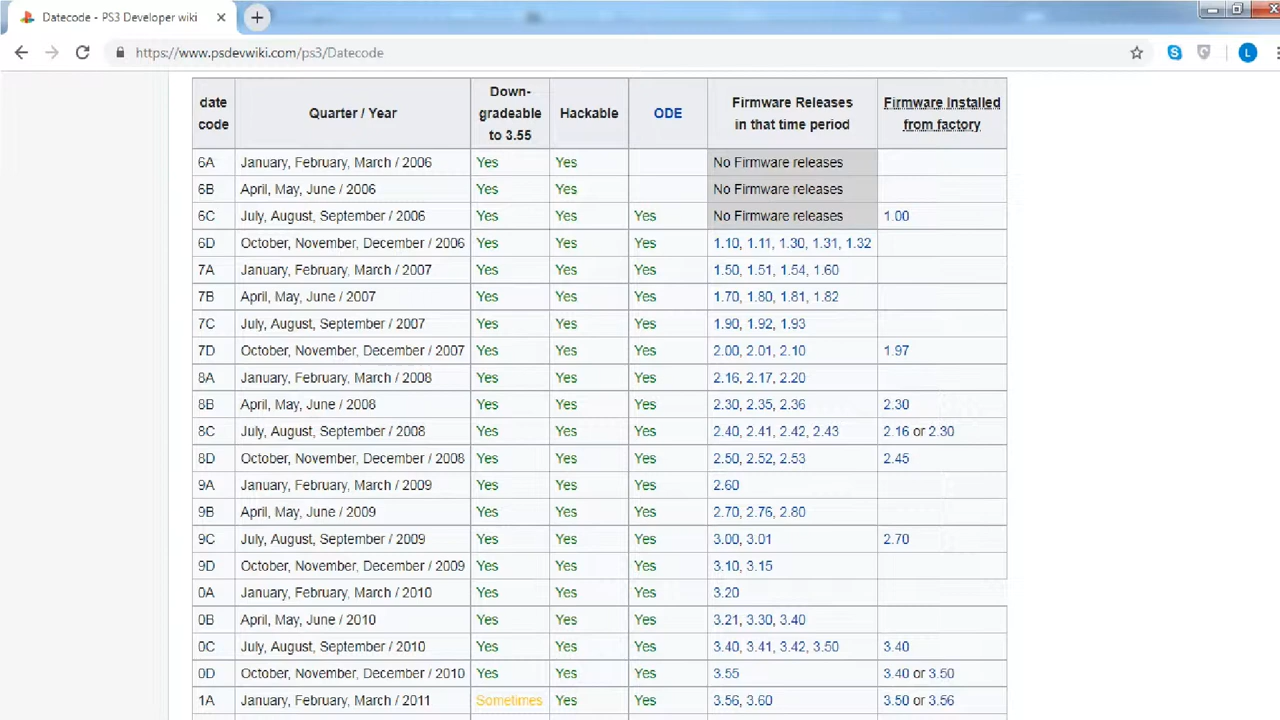 Datecode - PS3 Developer wiki
https://www.psdevwiki.com/ps3/Datecode
L
date code Quarter / Year Down-gradeable to 3.55 Hackable ODE Firmware Releases in that time period Firmware Installed from factory
6A January, February, March / 2006 Yes Yes No Firmware releases
6B April, May, June / 2006 Yes Yes No Firmware releases
6C July, August, September / 2006 Yes Yes Yes No Firmware releases 1.00
6D October, November, December / 2006 Yes Yes Yes 1.10, 1.11, 1.30, 1.31, 1.32
7A January, February, March / 2007 Yes Yes Yes 1.50, 1.51, 1.54, 1.60
7B April, May, June / 2007 Yes Yes Yes 1.70, 1.80, 1.81, 1.82
7C July, August, September / 2007 Yes Yes Yes 1.90, 1.92, 1.93
7D October, November, December / 2007 Yes Yes Yes 2.00, 2.01, 2.10 1.97
8A January, February, March / 2008 Yes Yes Yes 2.16, 2.17, 2.20
8B April, May, June / 2008 Yes Yes Yes 2.30, 2.35, 2.36 2.30
8C July, August, September / 2008 Yes Yes Yes 2.40, 2.41, 2.42, 2.43 2.16 or 2.30
8D October, November, December / 2008 Yes Yes Yes 2.50, 2.52, 2.53 2.45
9A January, February, March / 2009 Yes Yes Yes 2.60
9B April, May, June / 2009 Yes Yes Yes 2.70, 2.76, 2.80
9C July, August, September / 2009 Yes Yes Yes 3.00, 3.01 2.70
9D October, November, December / 2009 Yes Yes Yes 3.10, 3.15
0A January, February, March / 2010 Yes Yes Yes 3.20
0B April, May, June / 2010 Yes Yes Yes 3.21, 3.30, 3.40
0C July, August, September / 2010 Yes Yes Yes 3.40, 3.41, 3.42, 3.50 3.40
0D October, November, December / 2010 Yes Yes Yes 3.55 3.40 or 3.50
1A January, February, March / 2011 Sometimes Yes Yes 3.56, 3.60 3.50 or 3.56